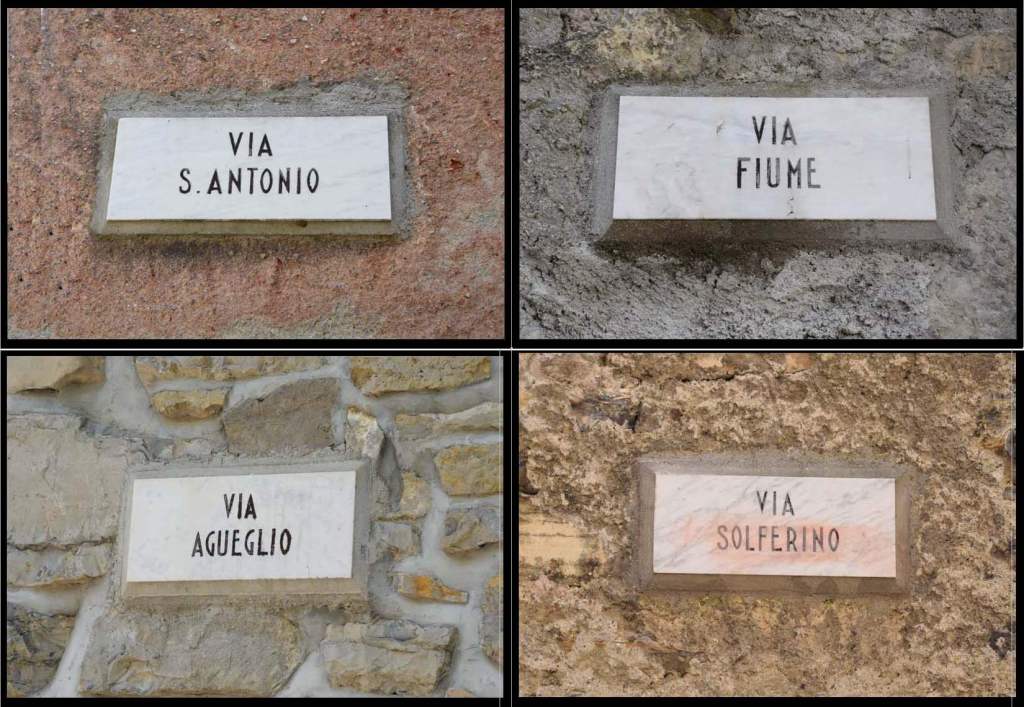 VIA
S. ANTONIO
VIA
FIUME
VIA
AGUEGLIO
VIA
SOLFERINO